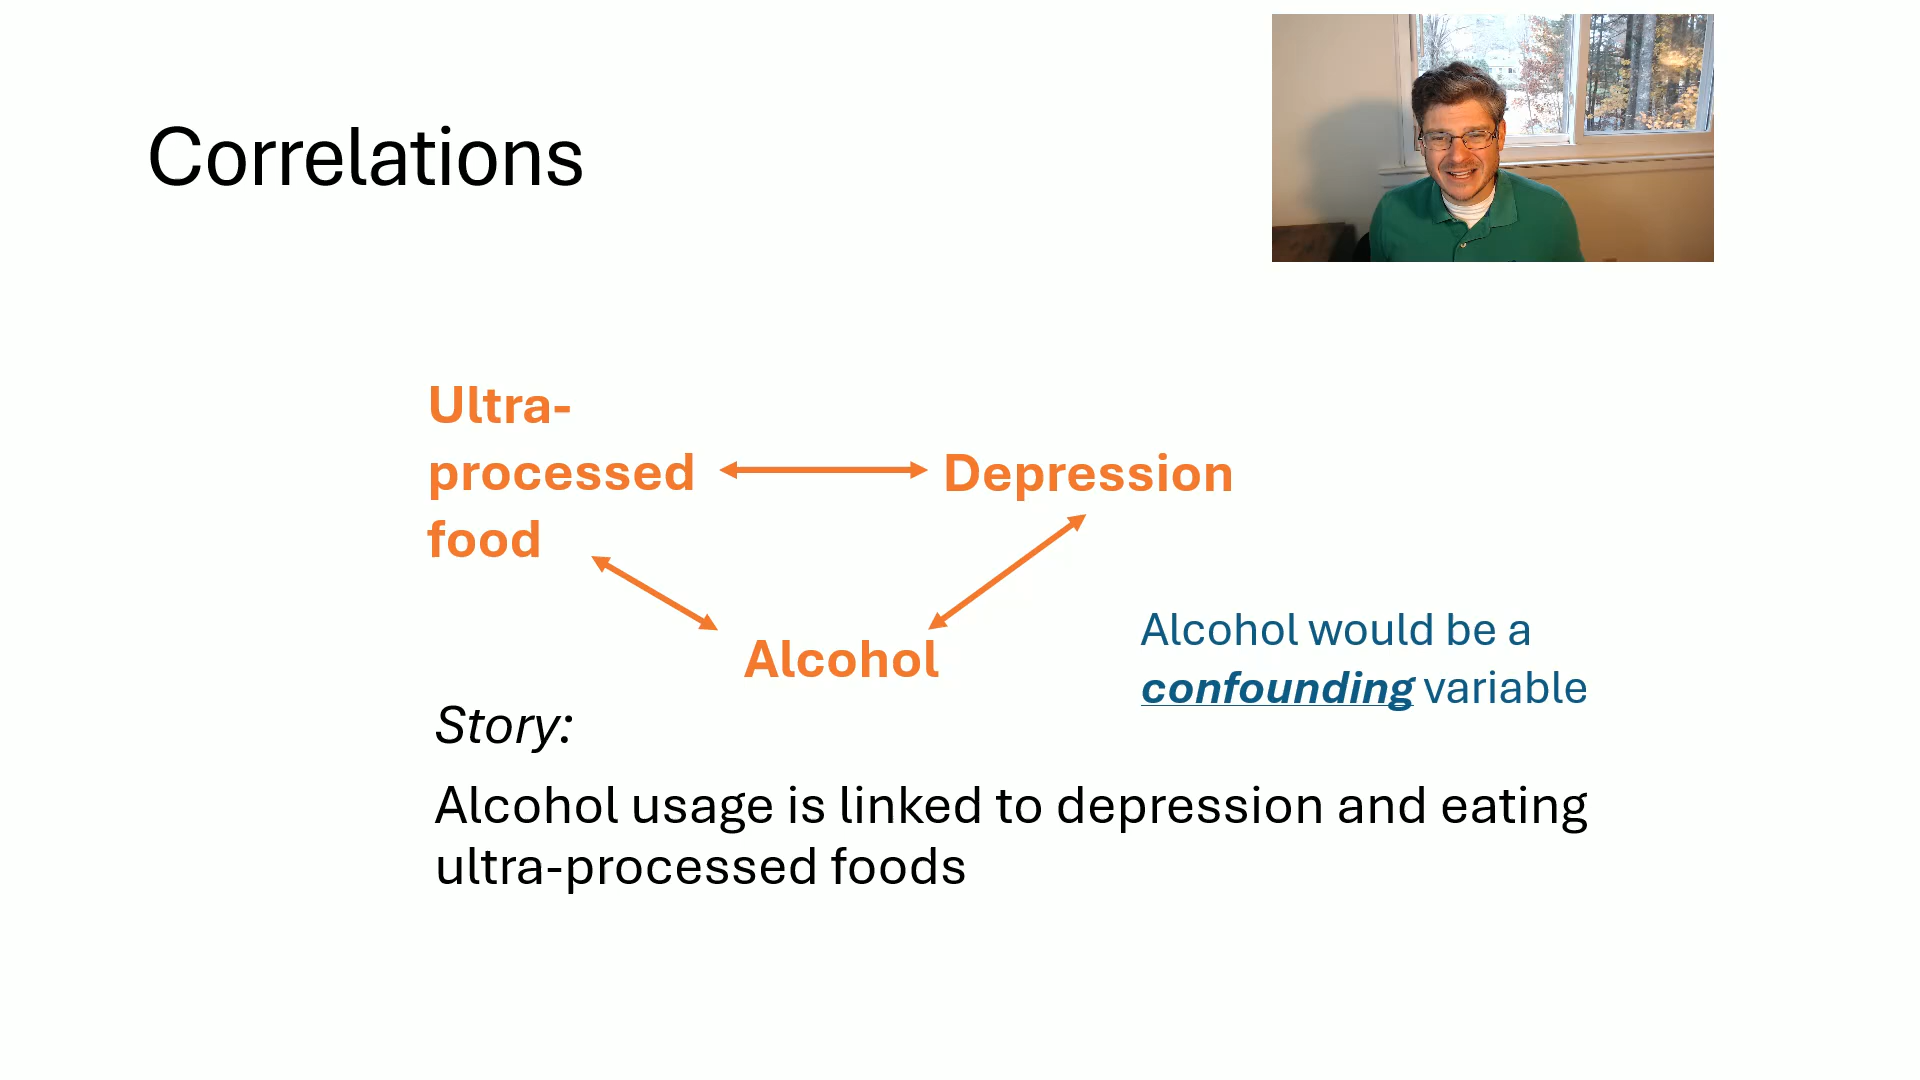 Correlations
Ultra-
processed
food
Depression
Alcohol
Alcohol would be a
confounding variable
Story:
Alcohol usage is linked to depression and eating
ultra-processed foods